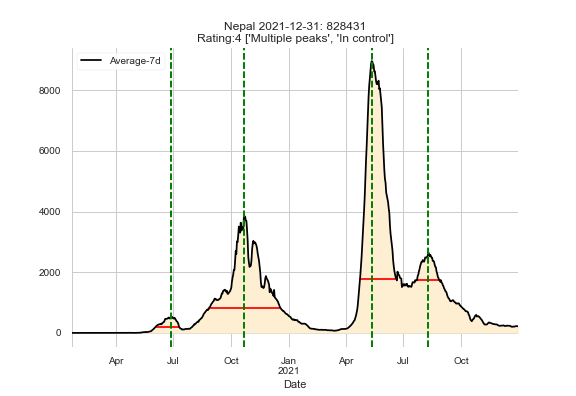 Nepal 2021-12-31: 828431
Rating:4 ['Multiple peaks', 'In control']
Average-7d
8000
6000
4000
2000
0
Apr Jul Oct Jan Apr Jul Oct
2021
Date